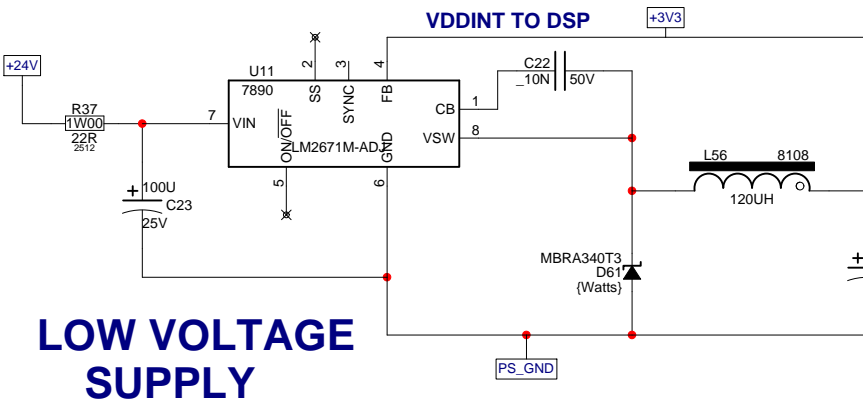 VDDINT TO DSP
+3V3
+24V
U11
7890
2
SS
3
SYNC
4
FB
C22
_10N
50V
R37
1W00
22R
2512
7
VIN
CB
1
VSW
8
LM2671M-ADJ
ON/OFF
GND
5
6
L56
8108
120UH
+
100U
C23
25V
MBRA340T3
D61
{Watts}
+
LOW VOLTAGE
SUPPLY
PS_GND